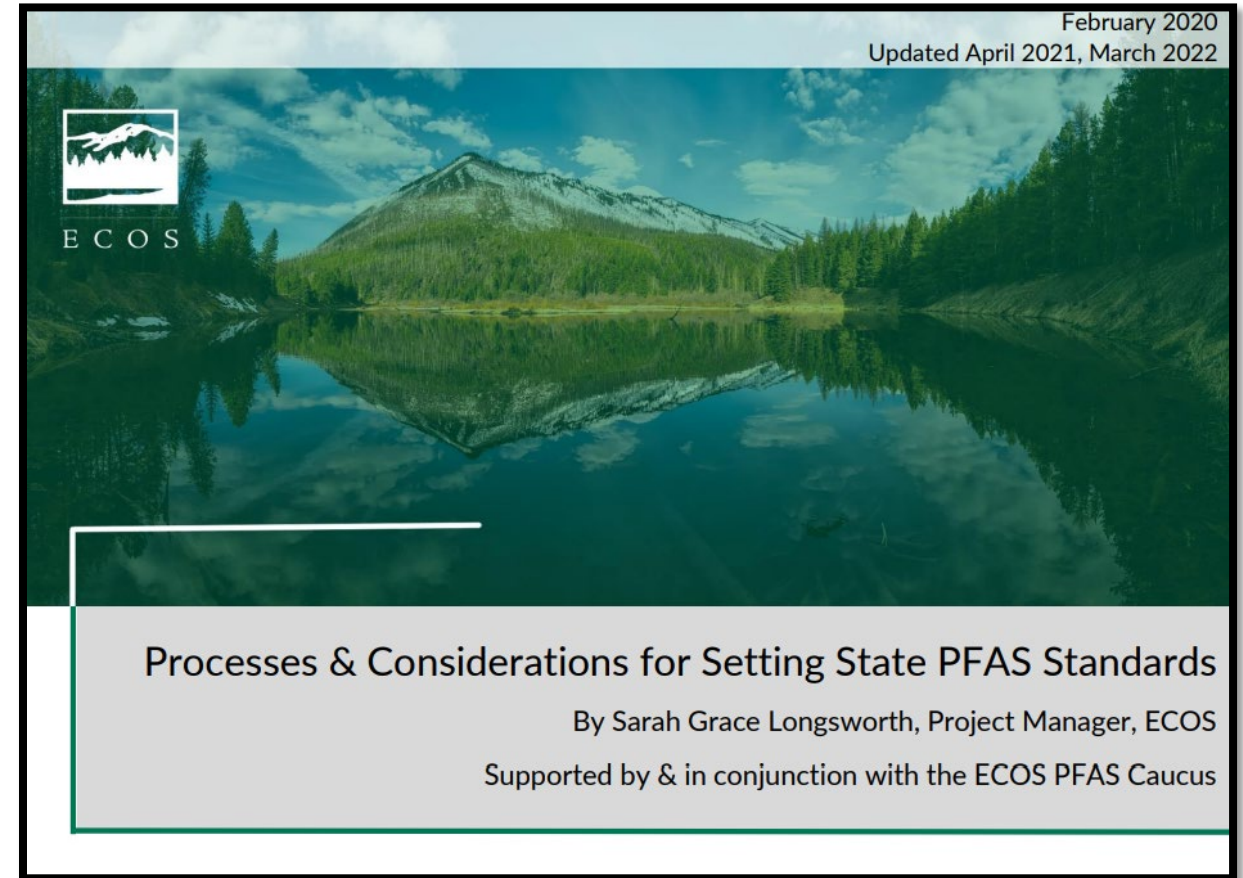 February 2020
Updated April 2021, March 2022
ECOS
Processes & Considerations for Setting State PFAS Standards
By Sarah Grace Longsworth, Project Manager, ECOS
Supported by & in conjunction with the ECOS PFAS Caucus